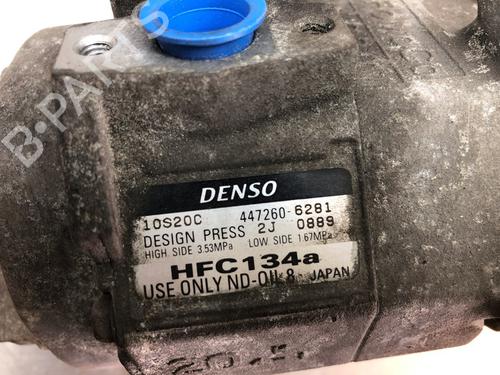 B-PARTS
DENSO
10S20C 447260-6281
DESIGN PRESS 2J 0889
HIGH SIDE 3.53MPa LOW SIDE 1.67MPa
HFC134a
USE ONLY ND-OIL 8 JAPAN